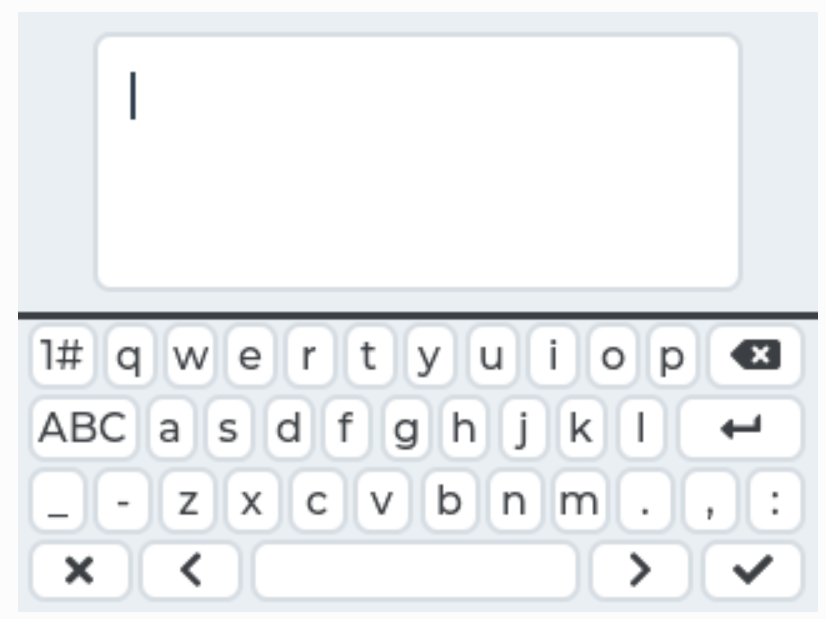 1# q w e r t y u i o p
ABC a s d f g h j k l
_ - z x c v b n m . , :